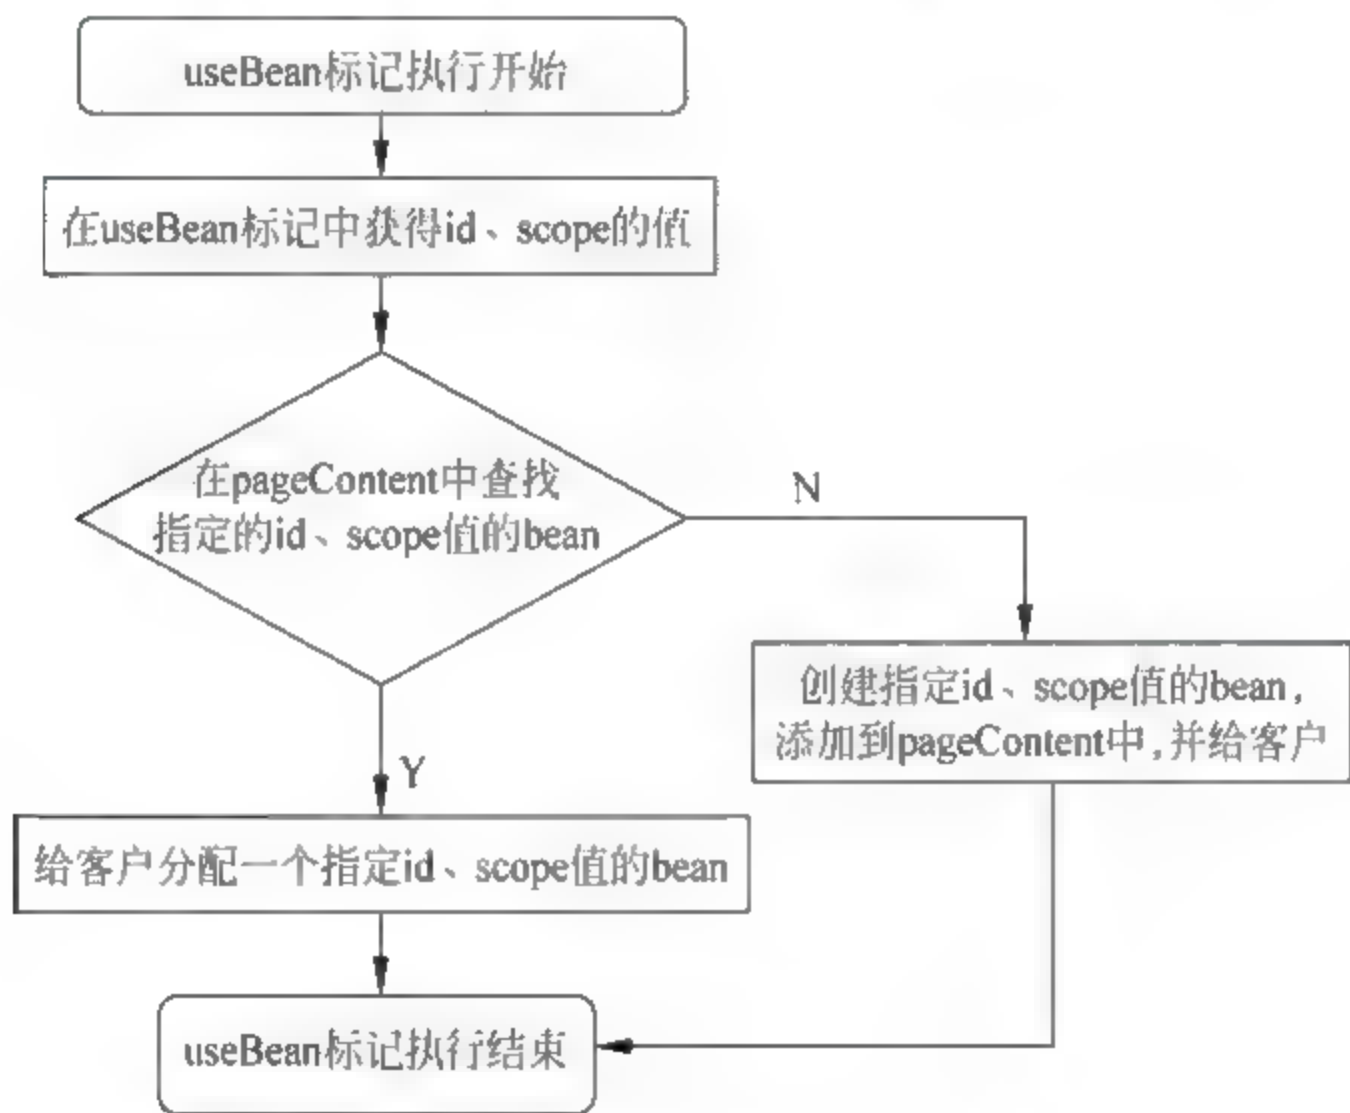 useBean标记执行开始
在useBean标记中获得id、scope的值
在pageContent中查找
指定的id、scope值的bean
N
创建指定id、scope值的bean,
添加到pageContent中,并给客户
Y
给客户分配一个指定id、scope值的bean
useBean标记执行结束